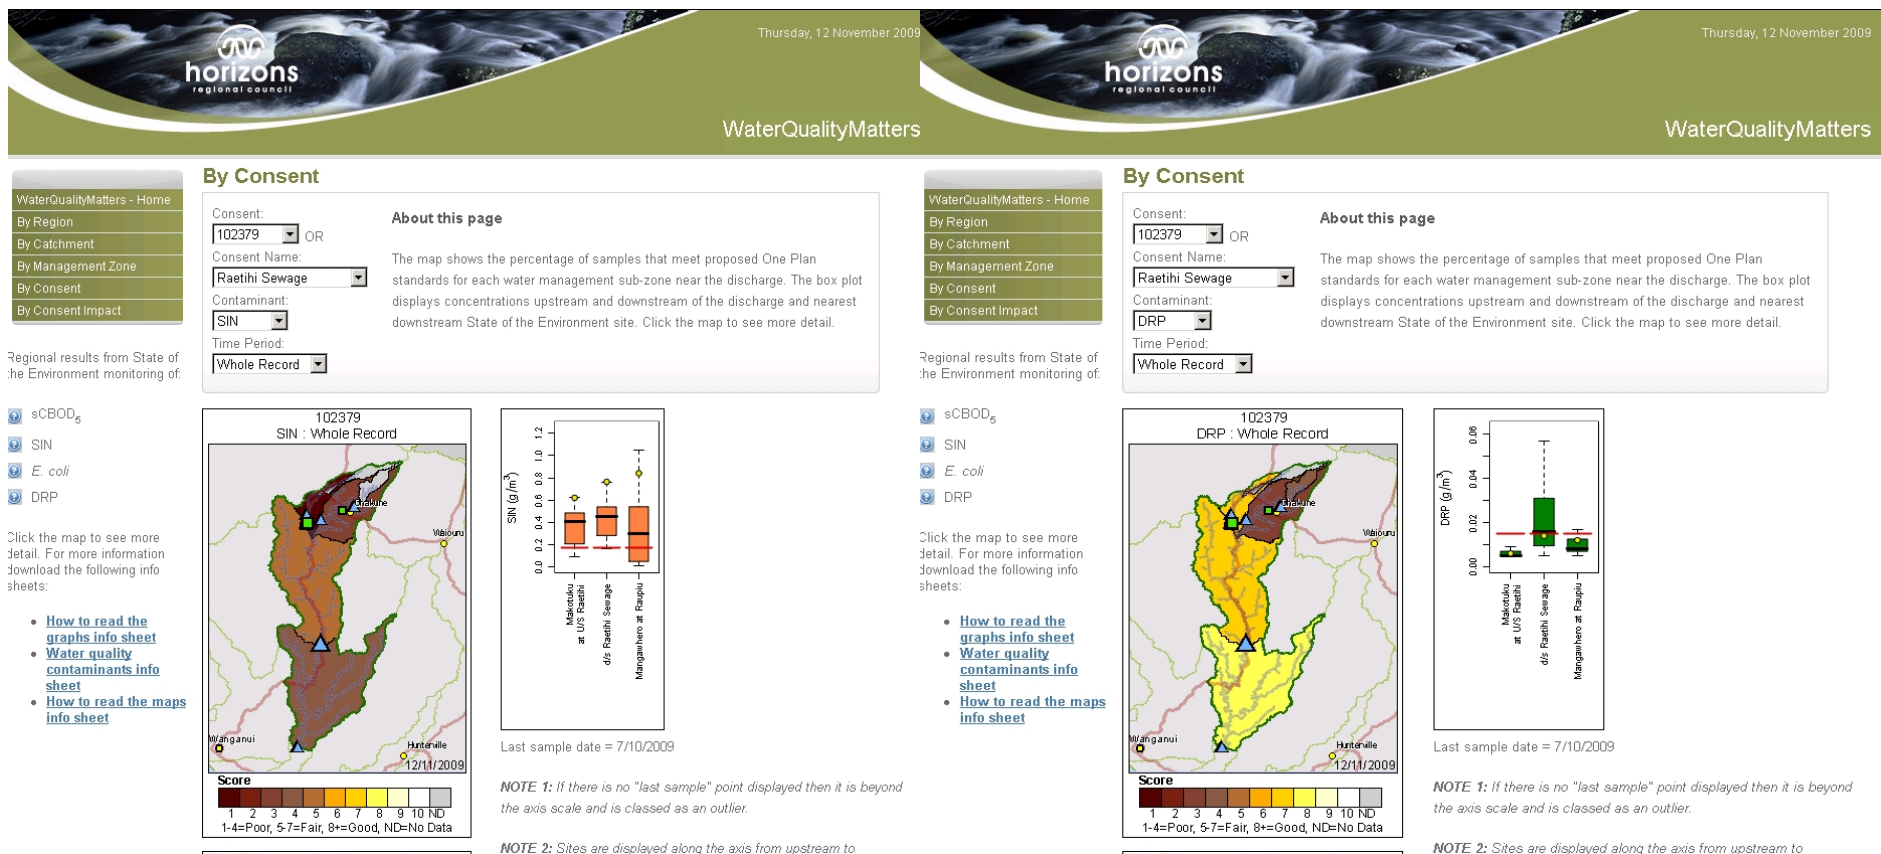 Thursday, 12 November 2009
horizons
regional council
WaterQualityMatters
WaterQualityMatters - Home
By Region
By Catchment
By Management Zone
By Consent
By Consent Impact
Regional results from State of
the Environment monitoring of:
sCBOD5
SIN
E. coli
DRP
Click the map to see more
detail. For more information
download the following info
sheets:
How to read the
graphs info sheet
Water quality
contaminants info
sheet
How to read the maps
info sheet
By Consent
Consent:
102379 OR
Consent Name:
Raetihi Sewage
Contaminant:
SIN
Time Period:
Whole Record
About this page
The map shows the percentage of samples that meet proposed One Plan
standards for each water management sub-zone near the discharge. The box plot
displays concentrations upstream and downstream of the discharge and nearest
downstream State of the Environment site. Click the map to see more detail.
102379
SIN : Whole Record
Ohakune
Waiouru
Wanganui
Hunterville
12/11/2009
Score
1 2 3 4 5 6 7 8 9 10 ND
1-4=Poor, 5-7=Fair, 8+=Good, ND=No Data
SIN (g/m3)
0.0 0.2 0.4 0.6 0.8 1.0 1.2
Makotuku
at U/S Raetihi
d/s Raetihi Sewage
Mangawhero at Raupiu
Last sample date = 7/10/2009
NOTE 1: If there is no "last sample" point displayed then it is beyond
the axis scale and is classed as an outlier.
NOTE 2: Sites are displayed along the axis from upstream to
Thursday, 12 November 2009
horizons
regional council
WaterQualityMatters
WaterQualityMatters - Home
By Region
By Catchment
By Management Zone
By Consent
By Consent Impact
Regional results from State of
the Environment monitoring of:
sCBOD5
SIN
E. coli
DRP
Click the map to see more
detail. For more information
download the following info
sheets:
How to read the
graphs info sheet
Water quality
contaminants info
sheet
How to read the maps
info sheet
By Consent
Consent:
102379 OR
Consent Name:
Raetihi Sewage
Contaminant:
DRP
Time Period:
Whole Record
About this page
The map shows the percentage of samples that meet proposed One Plan
standards for each water management sub-zone near the discharge. The box plot
displays concentrations upstream and downstream of the discharge and nearest
downstream State of the Environment site. Click the map to see more detail.
102379
DRP : Whole Record
Ohakune
Waiouru
Wanganui
Hunterville
12/11/2009
Score
1 2 3 4 5 6 7 8 9 10 ND
1-4=Poor, 5-7=Fair, 8+=Good, ND=No Data
DRP (g/m3)
0.00 0.02 0.04 0.06
Makotuku
at U/S Raetihi
d/s Raetihi Sewage
Mangawhero at Raupiu
Last sample date = 7/10/2009
NOTE 1: If there is no "last sample" point displayed then it is beyond
the axis scale and is classed as an outlier.
NOTE 2: Sites are displayed along the axis from upstream to